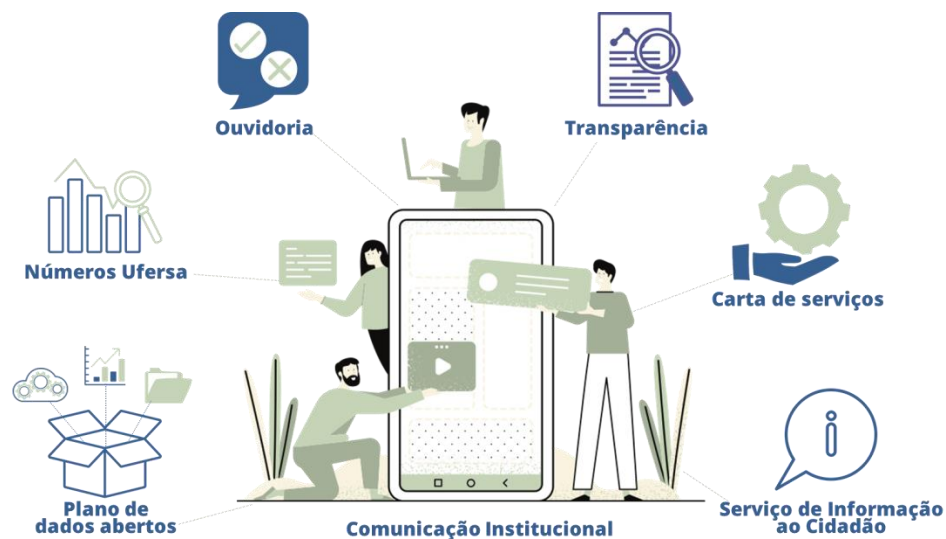 Ouvidoria
Transparência
Números Ufersa
Carta de serviços
Plano de
dados abertos
Comunicação Institucional
Serviço de Informação
ao Cidadão